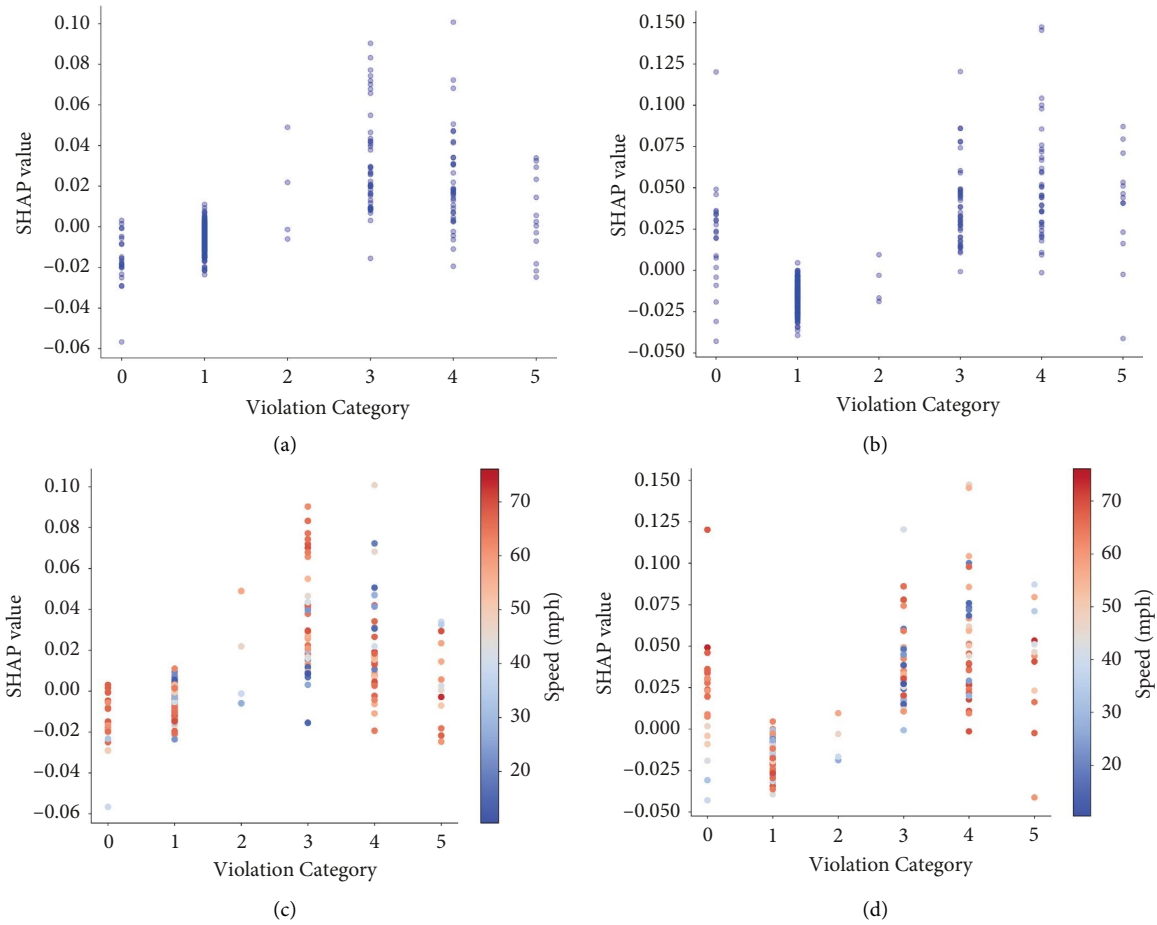 0.10
0.08
0.06
0.04
0.02
0.00
−0.02
−0.04
−0.06
SHAP value
0 1 2 3 4 5
Violation Category
(a)
0.150
0.125
0.100
0.075
0.050
0.025
0.000
−0.025
−0.050
SHAP value
0 1 2 3 4 5
Violation Category
(b)
0.10
0.08
0.06
0.04
0.02
0.00
−0.02
−0.04
−0.06
SHAP value
0 1 2 3 4 5
Violation Category
70
60
50
40
30
20
Speed (mph)
(c)
0.150
0.125
0.100
0.075
0.050
0.025
0.000
−0.025
−0.050
SHAP value
0 1 2 3 4 5
Violation Category
70
60
50
40
30
20
Speed (mph)
(d)